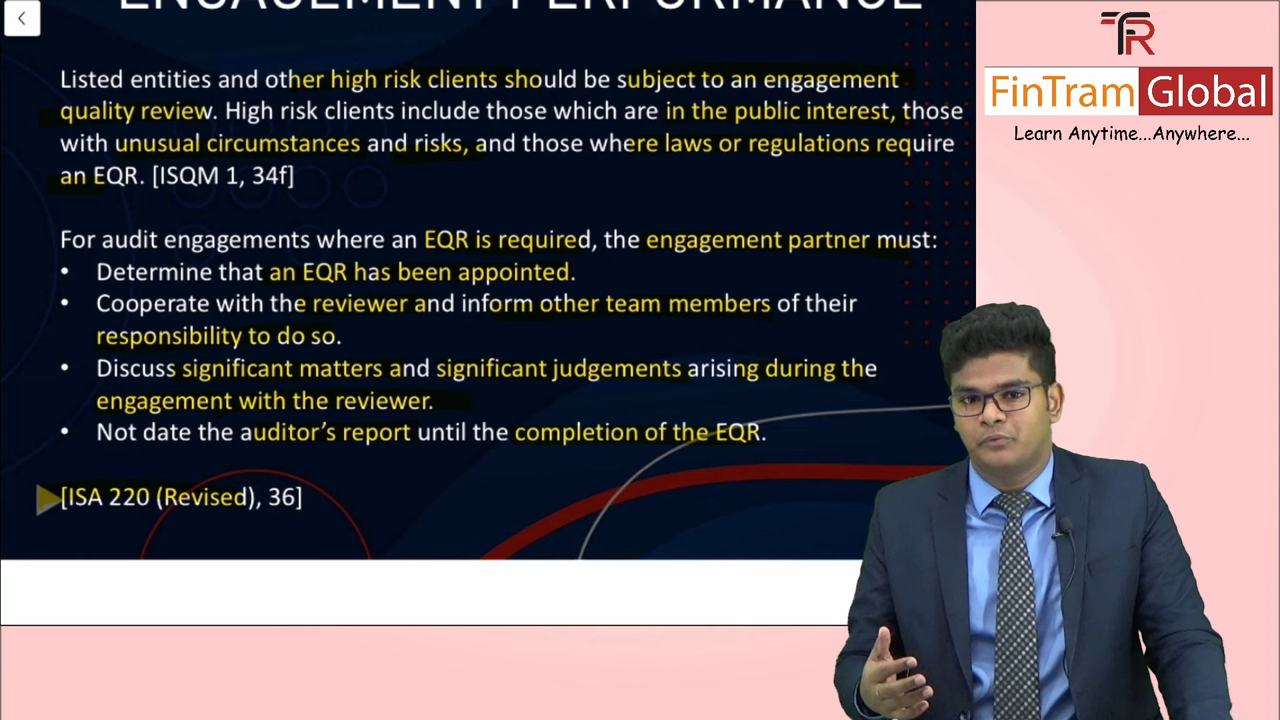 ENGAGEMENT PERFORMANCE
Listed entities and other high risk clients should be subject to an engagement
quality review. High risk clients include those which are in the public interest, those
with unusual circumstances and risks, and those where laws or regulations require
an EQR. [ISQM 1, 34f]
For audit engagements where an EQR is required, the engagement partner must:
• Determine that an EQR has been appointed.
• Cooperate with the reviewer and inform other team members of their
responsibility to do so.
• Discuss significant matters and significant judgements arising during the
engagement with the reviewer.
• Not date the auditor's report until the completion of the EQR.
[ISA 220 (Revised), 36]
TR
FinTram Global
Learn Anytime...Anywhere...